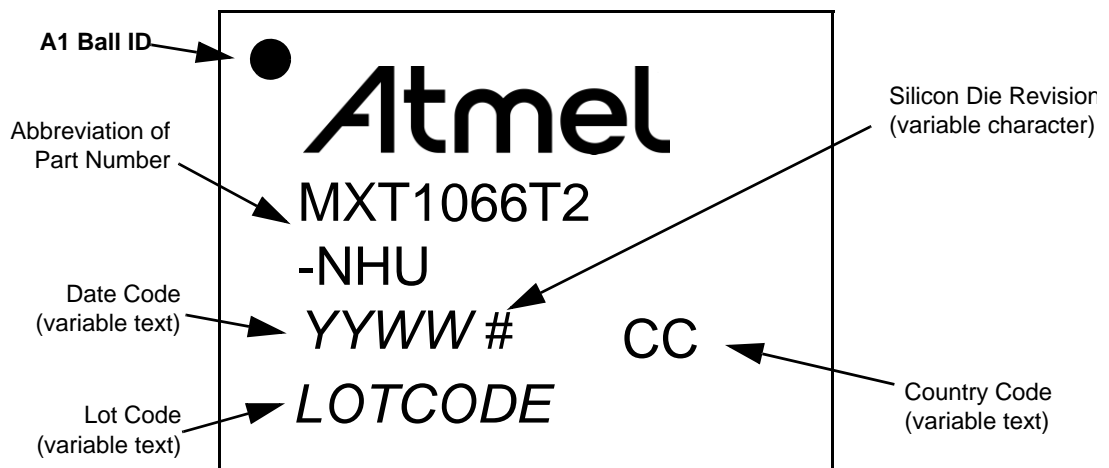 A1 Ball ID
Atmel
Abbreviation of
Part Number
Silicon Die Revision
(variable character)
MXT1066T2
-NHU
Date Code
(variable text)
YYWW #
CC
Lot Code
(variable text)
LOTCODE
Country Code
(variable text)